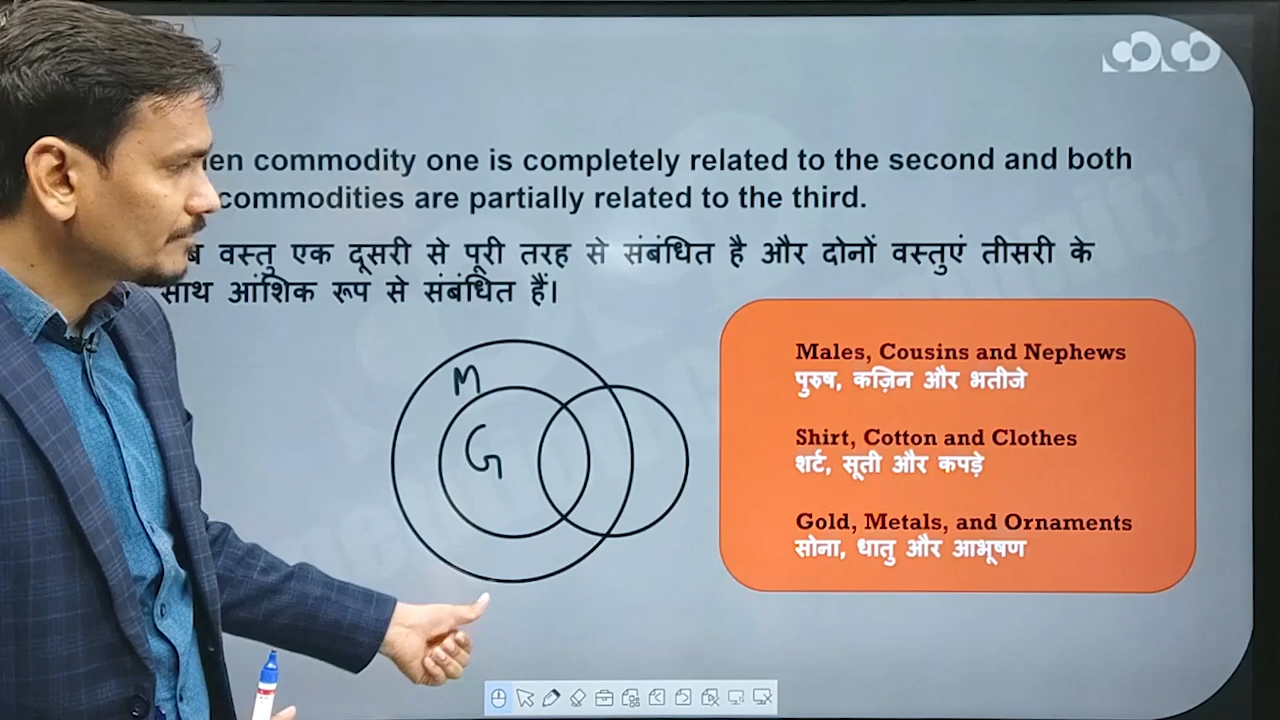 commodity one is completely related to the second and both
commodities are partially related to the third.
वस्तु एक दूसरी से पूरी तरह से संबंधित है और दोनों वस्तुएं तीसरी के
साथ आंशिक रूप से संबंधित हैं।
M
G
Males, Cousins and Nephews
पुरुष, कज़िन और भतीजे
Shirt, Cotton and Clothes
शर्ट, सूती और कपड़े
Gold, Metals, and Ornaments
सोना, धातु और आभूषण